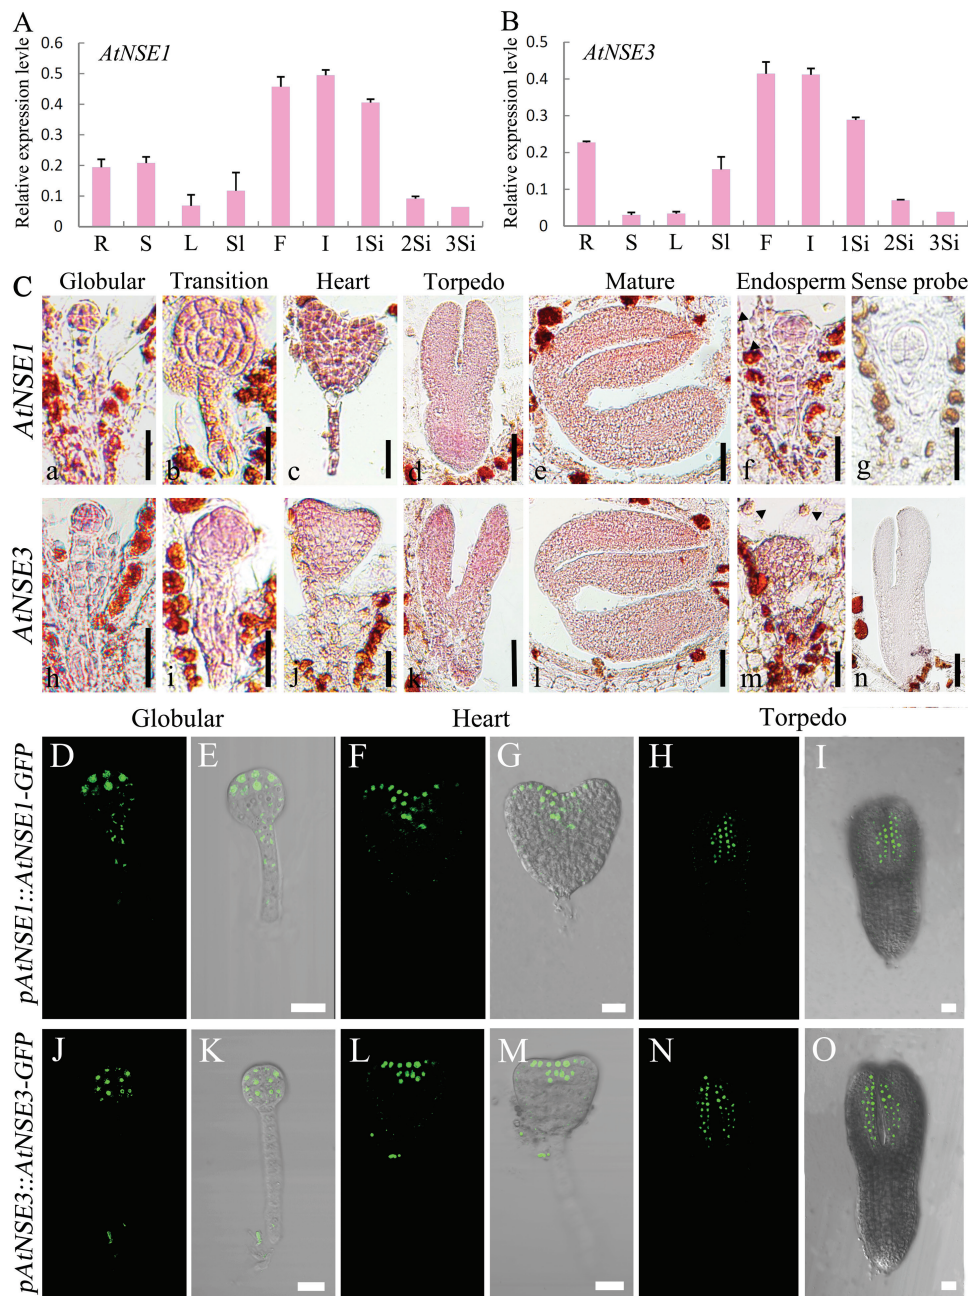 A
B
Relative expression levle
AtNSE1
0.6
0.5
0.4
0.3
0.2
0.1
0
R S L Sl F I 1Si 2Si 3Si
Relative expression levle
AtNSE3
0.5
0.4
0.3
0.2
0.1
0
R S L Sl F I 1Si 2Si 3Si
C
Globular Transition Heart Torpedo Mature Endosperm Sense probe
AtNSE1
a b c d e f g
AtNSE3
h i j k l m n
Globular Heart Torpedo
pAtNSE1::AtNSE1-GFP
D E F G H I
pAtNSE3::AtNSE3-GFP
J K L M N O